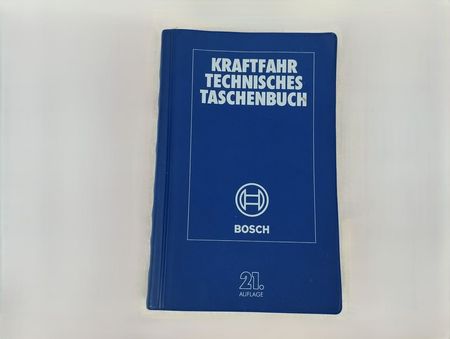 KRAFTFAHR
TECHNISCHES
TASCHENBUCH
BOSCH
21.
AUFLAGE